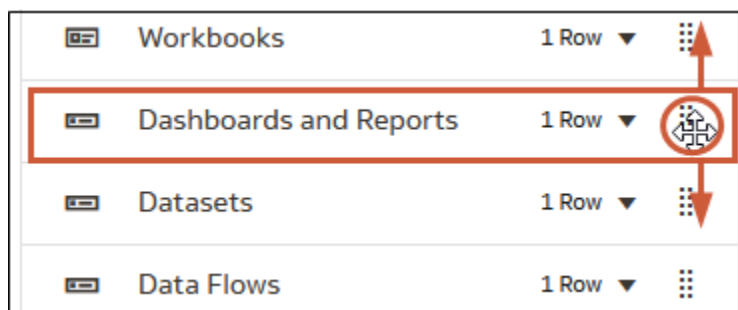 Workbooks 1 Row
Dashboards and Reports 1 Row
Datasets 1 Row
Data Flows 1 Row